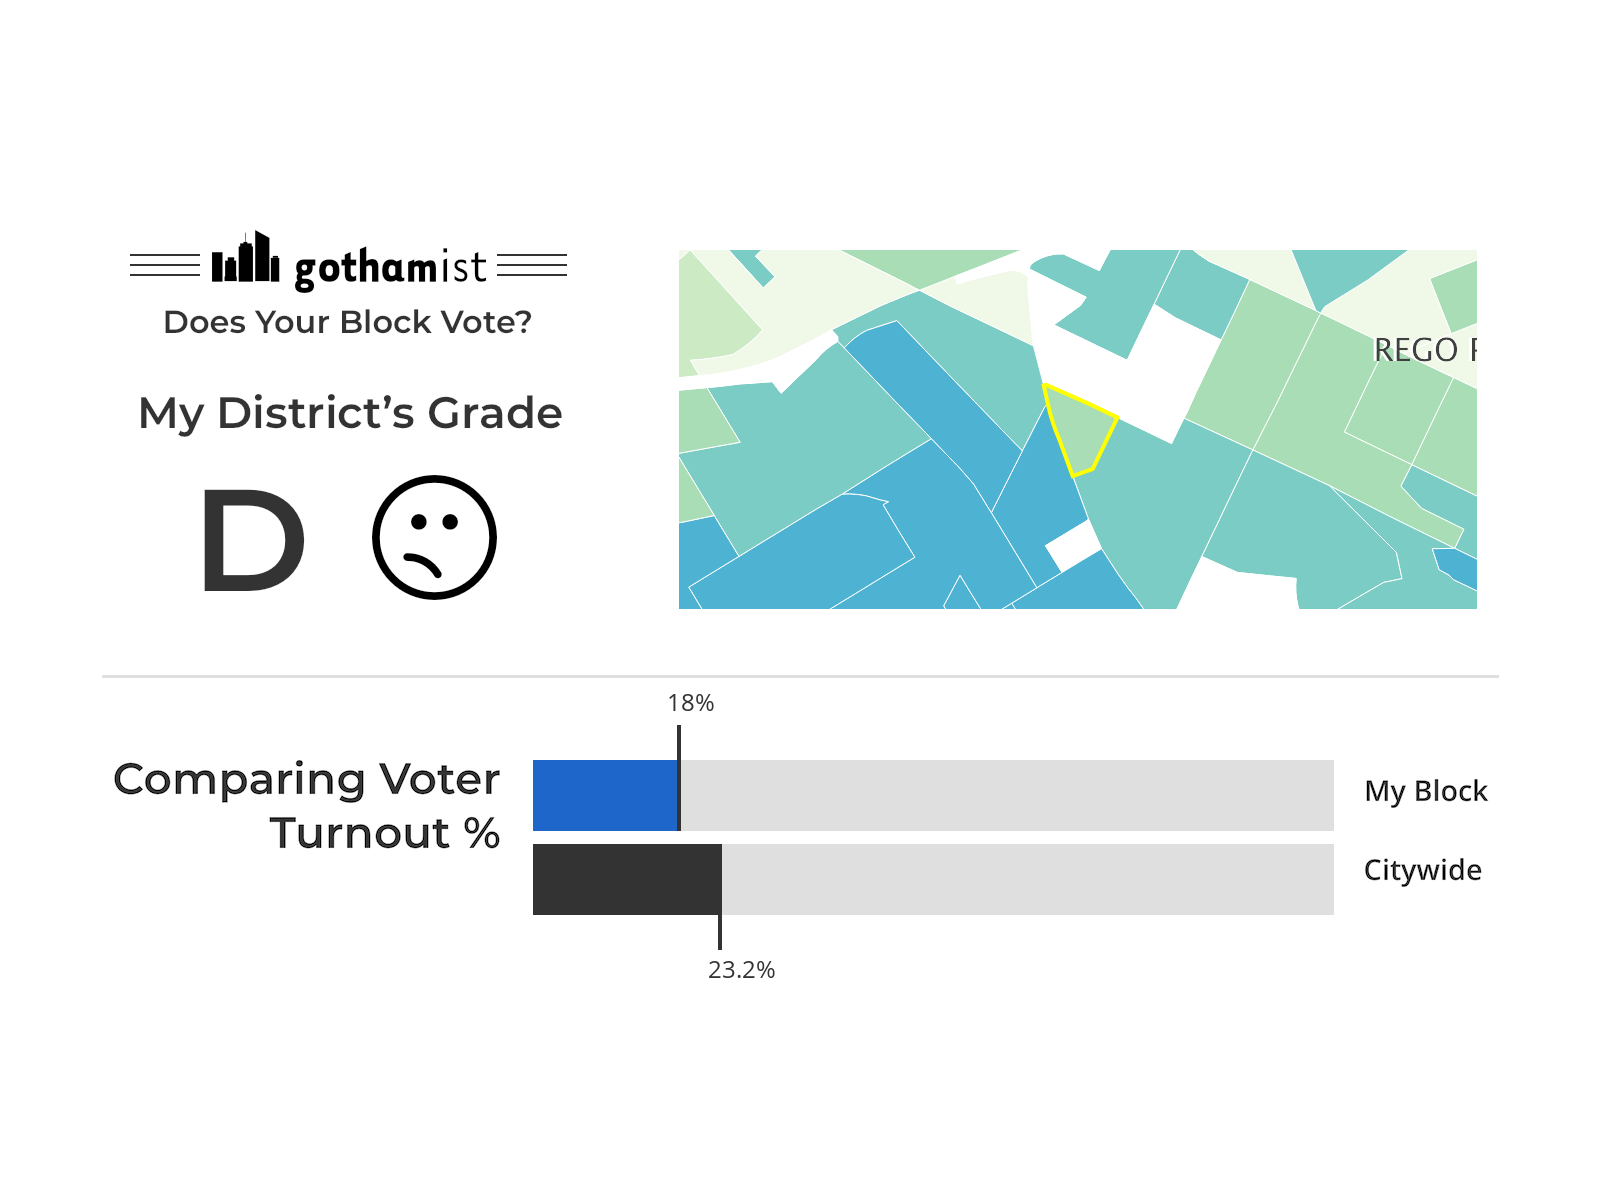 gothamist
Does Your Block Vote?
My District’s Grade
D
REGO
18%
Comparing Voter
Turnout %
My Block
Citywide
23.2%